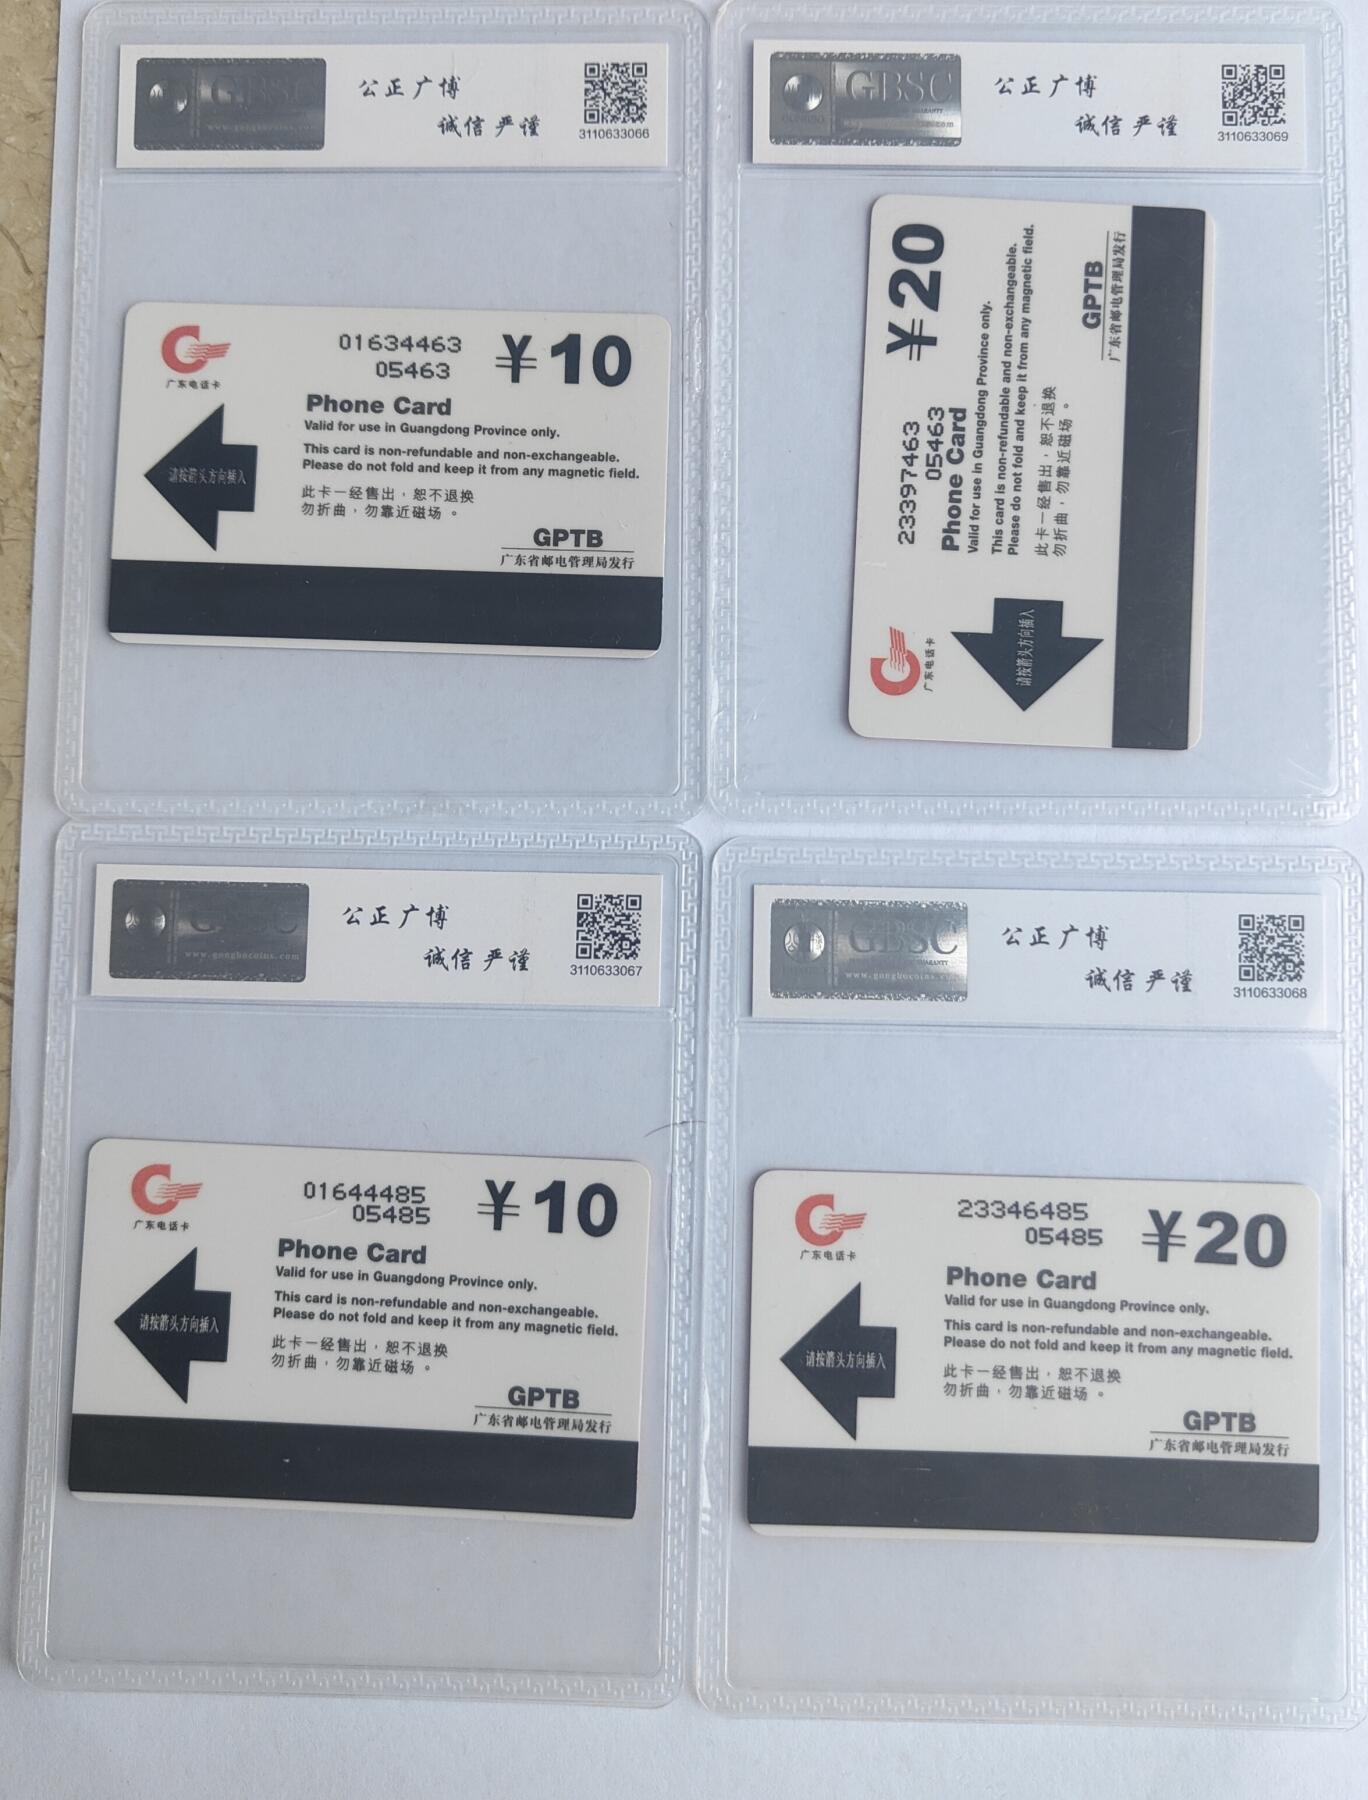 GBSC
www.gongbocoins.com
公正广博
诚信严谨
3110633066
01634463
05463
¥10
广东电话卡
Phone Card
Valid for use in Guangdong Province only.
This card is non-refundable and non-exchangeable.
Please do not fold and keep it from any magnetic field.
请按箭头方向插入
此卡一经售出，恕不退换
勿折曲，勿靠近磁场。
GPTB
广东省邮电管理局发行
GBSC
公正广博
诚信严谨
3110633069
¥20
23397463
05463
Phone Card
Valid for use in Guangdong Province only.
This card is non-refundable and non-exchangeable.
Please do not fold and keep it from any magnetic field.
此卡一经售出，恕不退换
勿折曲，勿靠近磁场。
GPTB
广东省邮电管理局发行
广东电话卡
请按箭头方向插入
GBSC
www.gongbocoins.com
公正广博
诚信严谨
3110633067
01644485
05485
¥10
广东电话卡
Phone Card
Valid for use in Guangdong Province only.
This card is non-refundable and non-exchangeable.
Please do not fold and keep it from any magnetic field.
请按箭头方向插入
此卡一经售出，恕不退换
勿折曲，勿靠近磁场。
GPTB
广东省邮电管理局发行
GBSC
公正广博
诚信严谨
3110633068
23346485
05485
¥20
广东电话卡
Phone Card
Valid for use in Guangdong Province only.
This card is non-refundable and non-exchangeable.
Please do not fold and keep it from any magnetic field.
请按箭头方向插入
此卡一经售出，恕不退换
勿折曲，勿靠近磁场。
GPTB
广东省邮电管理局发行